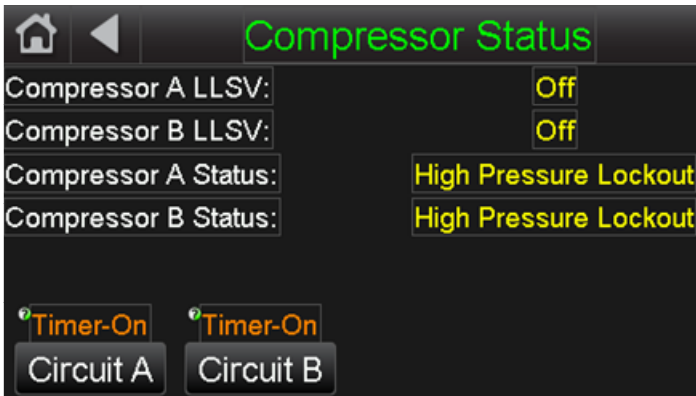 Compressor Status
Compressor A LLSV: Off
Compressor B LLSV: Off
Compressor A Status: High Pressure Lockout
Compressor B Status: High Pressure Lockout
?Timer-On ?Timer-On
Circuit A Circuit B